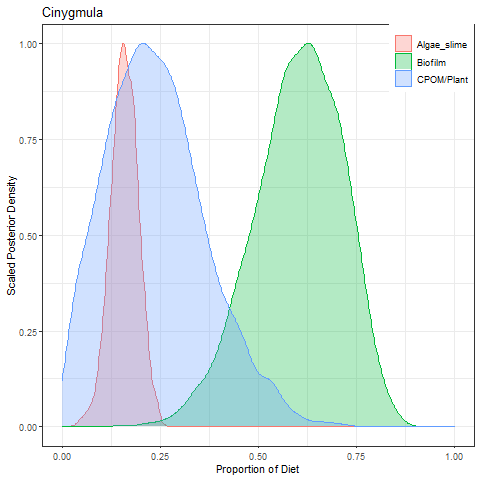 Cinygmula
Algae_slime
Biofilm
CPOM/Plant
Scaled Posterior Density
1.00
0.75
0.50
0.25
0.00
0.00 0.25 0.50 0.75 1.00
Proportion of Diet